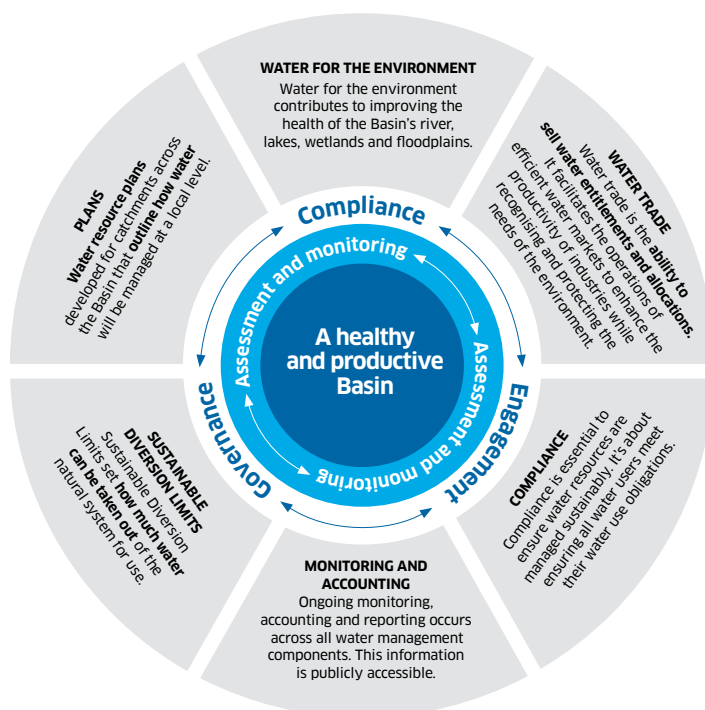 WATER FOR THE ENVIRONMENT
Water for the environment
contributes to improving the
health of the Basin's river,
lakes, wetlands and floodplains.
WATER TRADE
Water trade is the ability to
sell water entitlements and allocations.
It facilitates the operations of
efficient water markets to enhance the
productivity of industries while
recognising and protecting the
needs of the environment.
COMPLIANCE
Compliance is essential to
ensure water resources are
managed sustainably. It's about
ensuring all water users meet
their water use obligations.
MONITORING AND
ACCOUNTING
Ongoing monitoring,
accounting and reporting occurs
across all water management
components. This information
is publicly accessible.
SUSTAINABLE
DIVERSION LIMITS
Sustainable Diversion
Limits set how much water
can be taken out of the
natural system for use.
PLANS
Water resource plans
developed for catchments across
the Basin that outline how water
will be managed at a local level.
Compliance
Engagement
Governance
Assessment and monitoring
Assessment and monitoring
A healthy
and productive
Basin